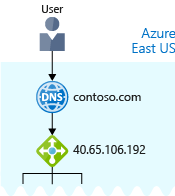 User
Azure
East US
DNS
contoso.com
40.65.106.192